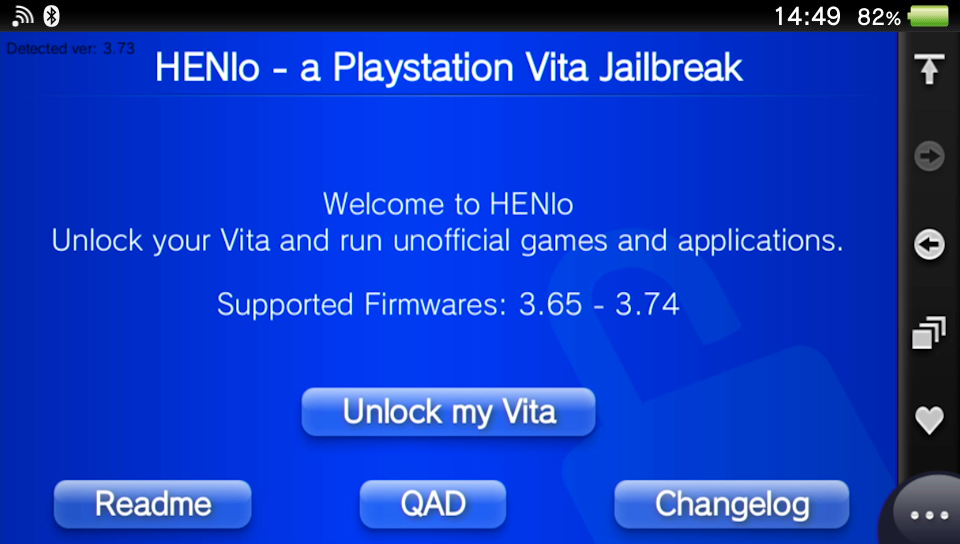 14:49 82%
Detected ver: 3.73
HENlo - a Playstation Vita Jailbreak
Welcome to HENlo
Unlock your Vita and run unofficial games and applications.
Supported Firmwares: 3.65 - 3.74
Unlock my Vita
Readme QAD Changelog